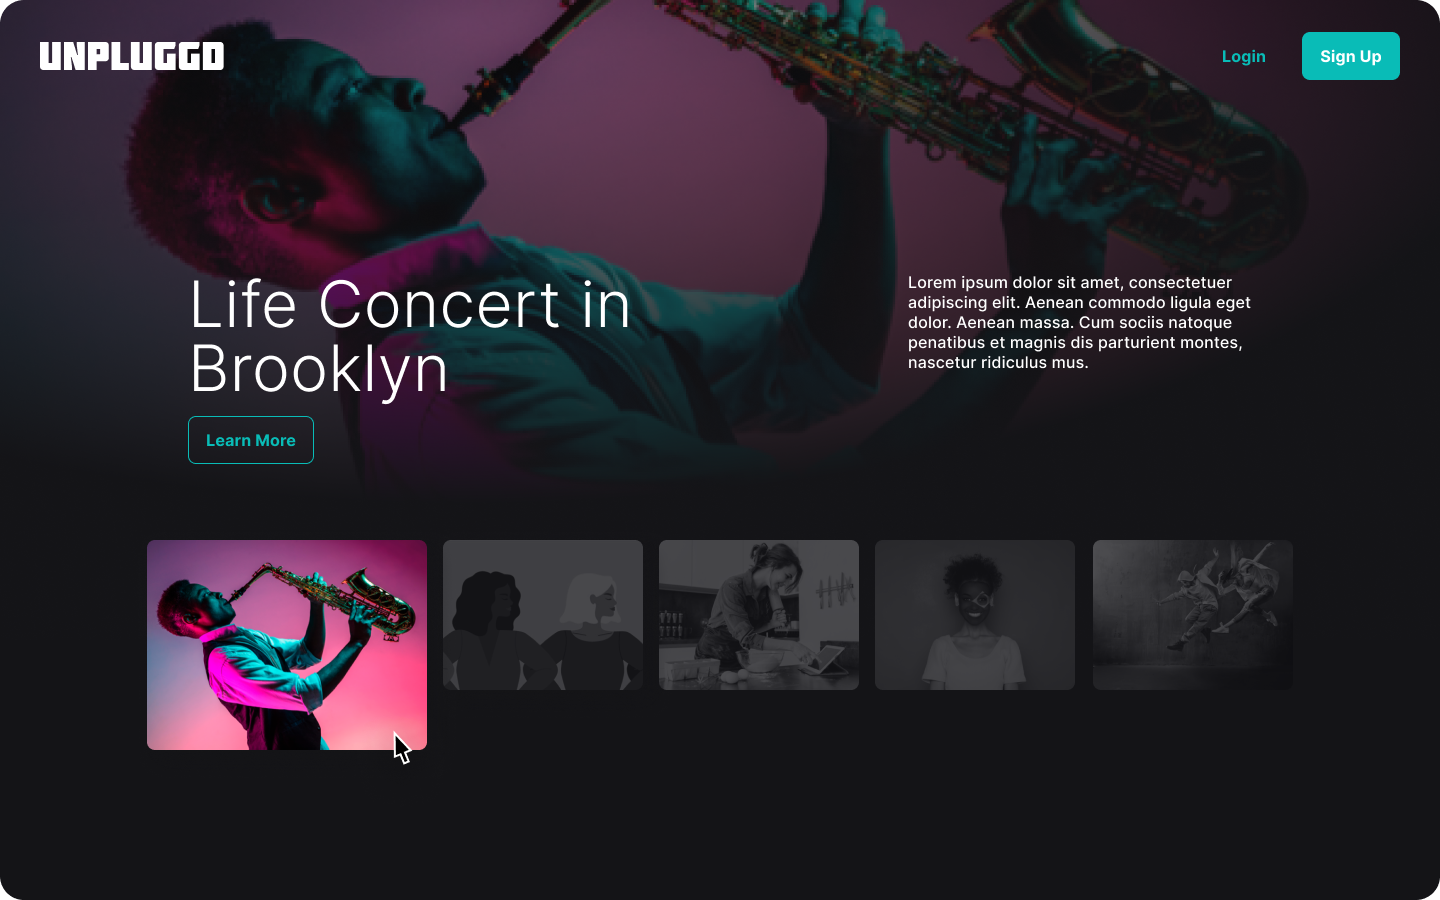 UNPLUGGD
Login
Sign Up
Life Concert in
Brooklyn
Learn More
Lorem ipsum dolor sit amet, consectetuer
adipiscing elit. Aenean commodo ligula eget
dolor. Aenean massa. Cum sociis natoque
penatibus et magnis dis parturient montes,
nascetur ridiculus mus.